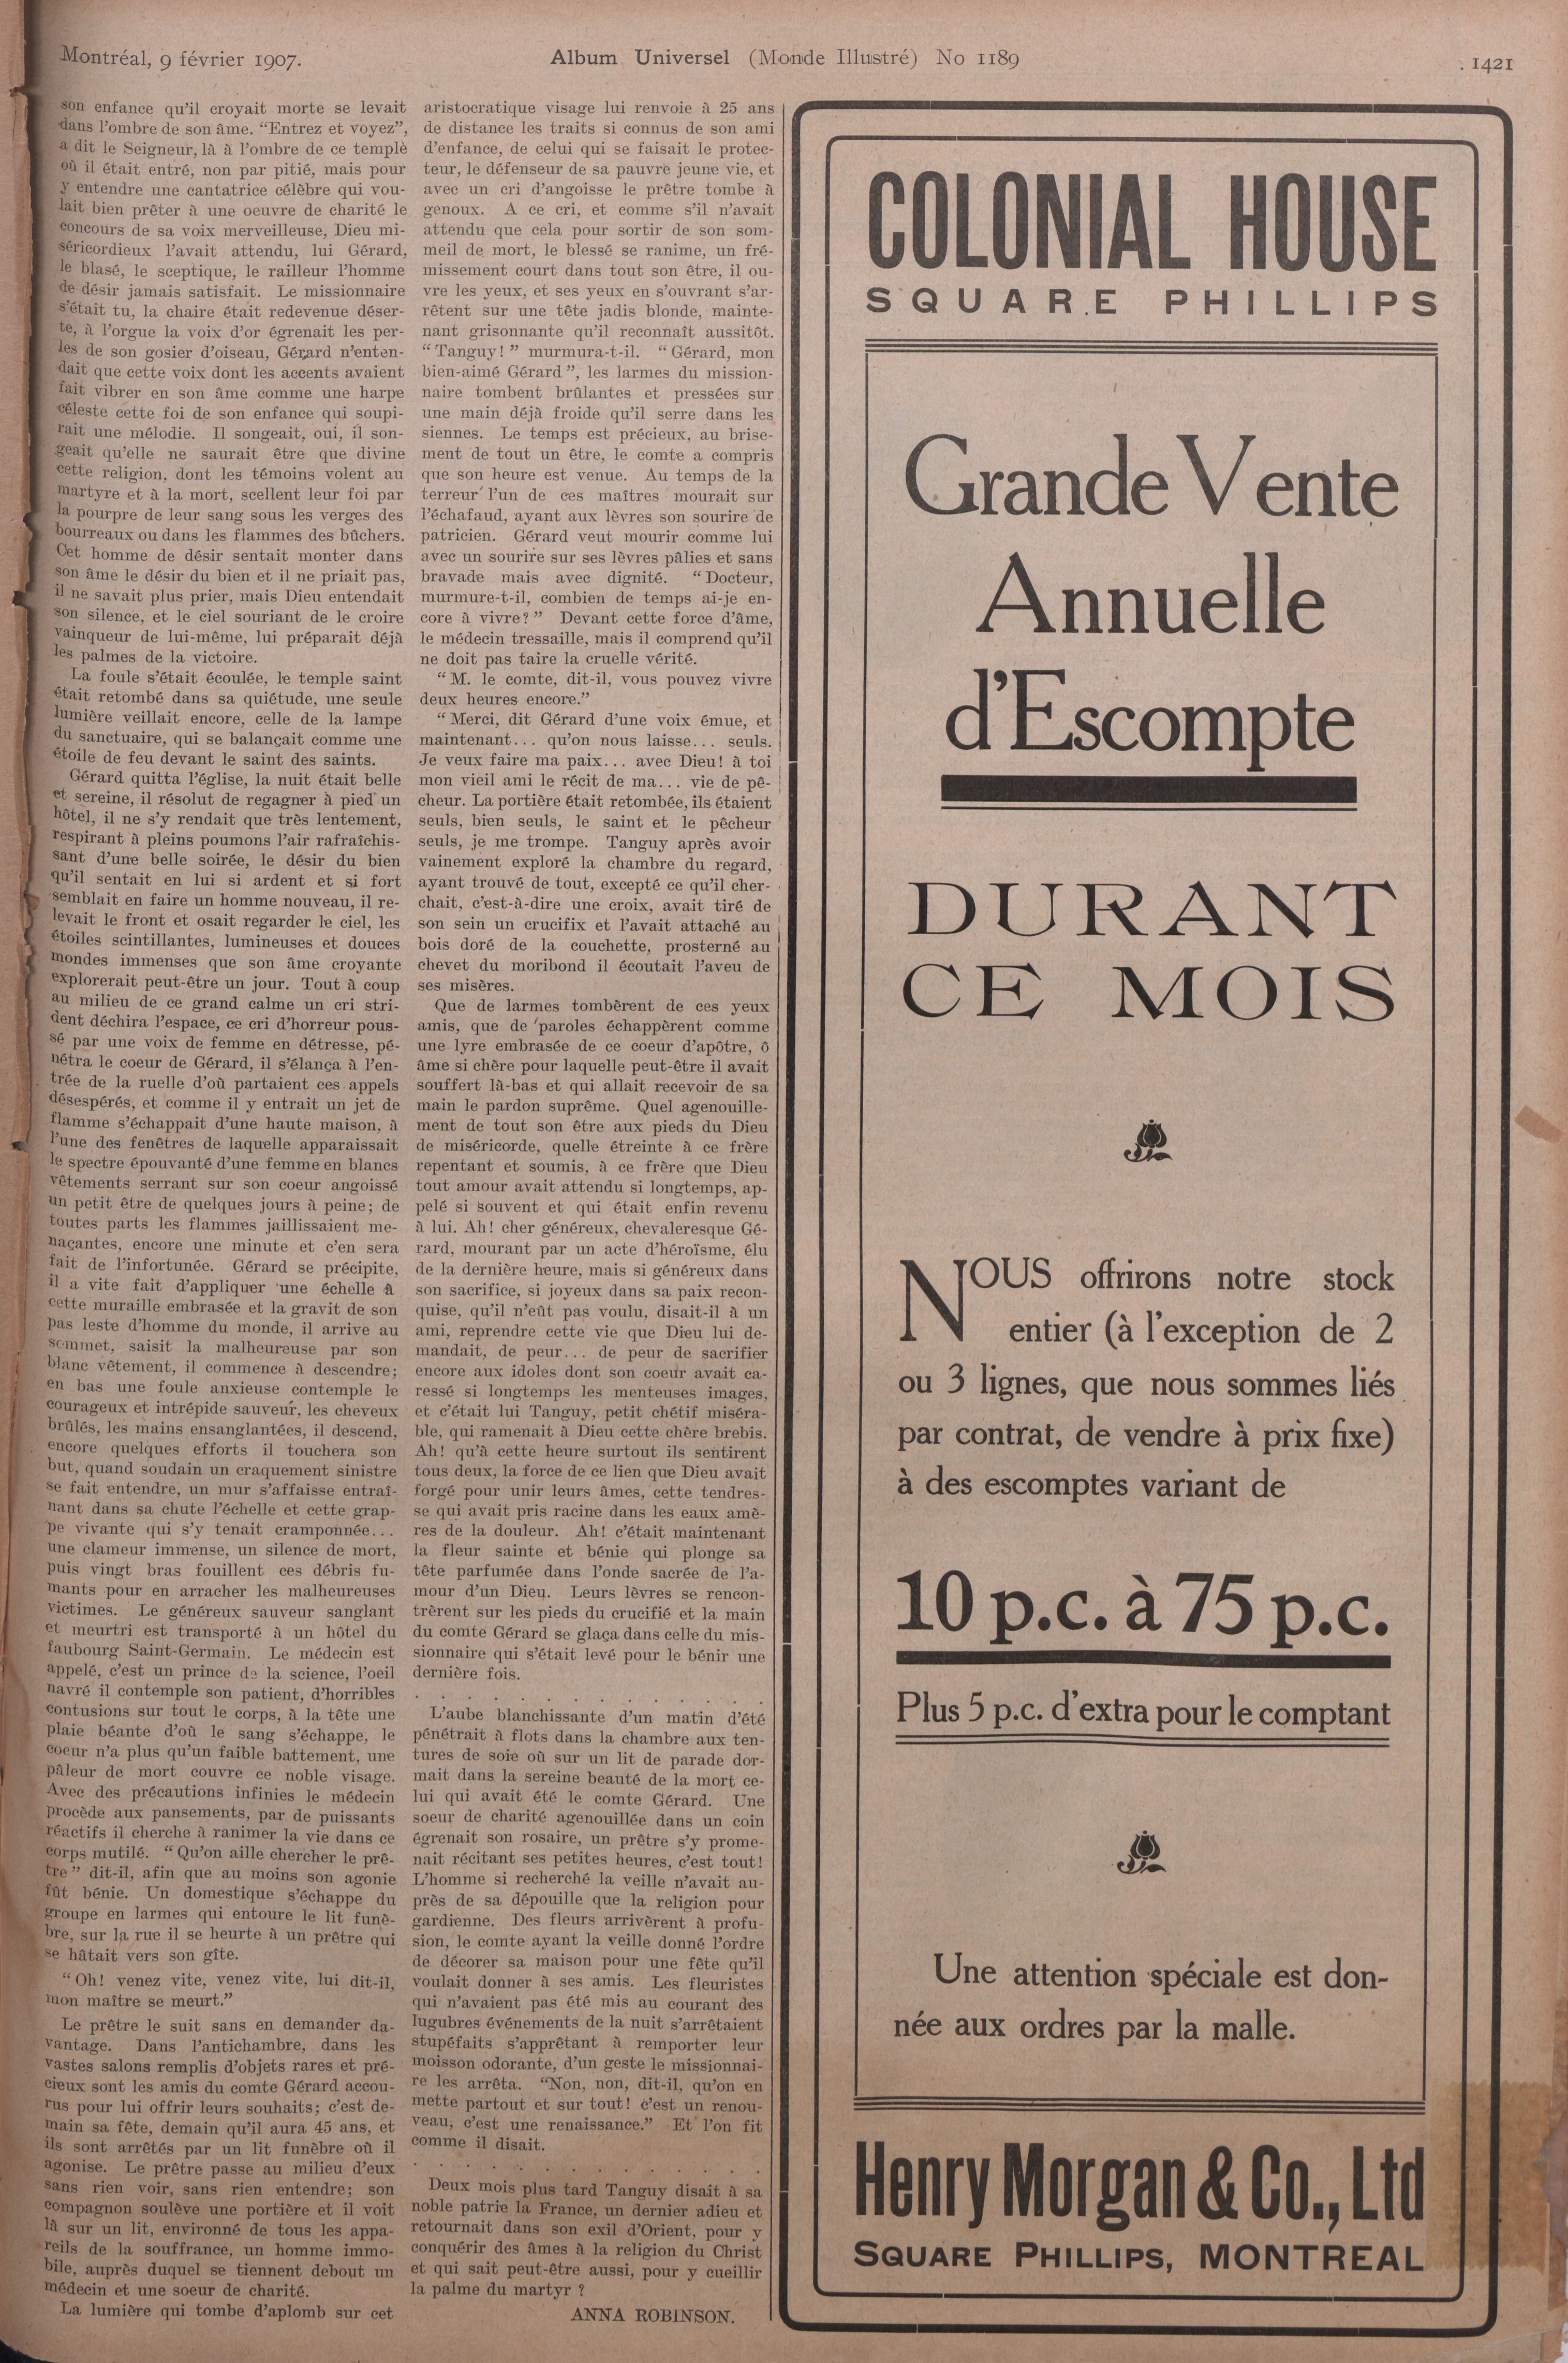 Montréal, 9 février 1907.
Album Universel (Monde Illustré) No 1189
1421
son enfance qu'il croyait morte se levait
dans l'ombre de son âme. "Entrez et voyez",
a dit le Seigneur, là à l'ombre de ce temple
où il était entré, non par pitié, mais pour
y entendre une cantatrice célèbre qui vou-
lait bien prêter à une oeuvre de charité le
concours de sa voix merveilleuse, Dieu mi-
séricordieux l'avait attendu, lui Gérard,
le blasé, le sceptique, le railleur l'homme
de désir jamais satisfait. Le missionnaire
s'était tu, la chaire était redevenue déser-
te, à l'orgue la voix d'or égrenait les per-
les de son gosier d'oiseau, Gérard n'enten-
dait que cette voix dont les accents avaient
fait vibrer en son âme comme une harpe
céleste cette foi de son enfance qui soupi-
rait une mélodie. Il songeait, oui, il son-
geait qu'elle ne saurait être que divine
cette religion, dont les témoins volent au
martyre et à la mort, scellent leur foi par
la pourpre de leur sang sous les verges des
bourreaux ou dans les flammes des bûchers.
Cet homme de désir sentait monter dans
son âme le désir du bien et il ne priait pas,
il ne savait plus prier, mais Dieu entendait
son silence, et le ciel souriant de le croire
vainqueur de lui-même, lui préparait déjà
les palmes de la victoire.
La foule s'était écoulée, le temple saint
était retombé dans sa quiétude, une seule
lumière veillait encore, celle de la lampe
du sanctuaire, qui se balançait comme une
étoile de feu devant le saint des saints.
Gérard quitta l'église, la nuit était belle
et sereine, il résolut de regagner à pied un
hôtel, il ne s'y rendait que très lentement,
respirant à pleins poumons l'air rafraîchis-
sant d'une belle soirée, le désir du bien
qu'il sentait en lui si ardent et si fort
semblait en faire un homme nouveau, il re-
levait le front et osait regarder le ciel, les
étoiles scintillantes, lumineuses et douces
mondes immenses que son âme croyante
explorerait peut-être un jour. Tout à coup
au milieu de ce grand calme un cri stri-
dent déchira l'espace, ce cri d'horreur pous-
sé par une voix de femme en détresse, pé-
nétra le coeur de Gérard, il s'élança à l'en-
trée de la ruelle d'où partaient ces appels
désespérés, et comme il y entrait un jet de
flamme s'échappait d'une haute maison, à
l'une des fenêtres de laquelle apparaissait
le spectre épouvanté d'une femme en blancs
vêtements serrant sur son coeur angoissé
un petit être de quelques jours à peine; de
toutes parts les flammes jaillissaient me-
naçantes, encore une minute et c'en sera
fait de l'infortunée. Gérard se précipite,
il a vite fait d'appliquer une échelle à
cette muraille embrasée et la gravit de son
pas leste d'homme du monde, il arrive au
sommet, saisit la malheureuse par son
blanc vêtement, il commence à descendre;
en bas une foule anxieuse contemple le
courageux et intrépide sauveur, les cheveux
brûlés, les mains ensanglantées, il descend,
encore quelques efforts il touchera son
but, quand soudain un craquement sinistre
se fait entendre, un mur s'affaisse entraî-
nant dans sa chute l'échelle et cette grap-
pe vivante qui s'y tenait cramponnée...
une clameur immense, un silence de mort,
puis vingt bras fouillent ces débris fu-
mants pour en arracher les malheureuses
victimes. Le généreux sauveur sanglant
et meurtri est transporté à un hôtel du
faubourg Saint-Germain. Le médecin est
appelé, c'est un prince de la science, l'oeil
navré il contemple son patient, d'horribles
contusions sur tout le corps, à la tête une
plaie béante d'où le sang s'échappe, le
coeur n'a plus qu'un faible battement, une
pâleur de mort couvre ce noble visage.
Avec des précautions infinies le médecin
procède aux pansements, par de puissants
réactifs il cherche à ranimer la vie dans ce
corps mutilé. "Qu'on aille chercher le prê-
tre" dit-il, afin que au moins son agonie
fût bénie. Un domestique s'échappe du
groupe en larmes qui entoure le lit funè-
bre, sur la rue il se heurte à un prêtre qui
se hâtait vers son gîte.
"Oh! venez vite, venez vite, lui dit-il,
mon maître se meurt."
Le prêtre le suit sans en demander da-
vantage. Dans l'antichambre, dans les
vastes salons remplis d'objets rares et pré-
cieux sont les amis du comte Gérard accou-
rus pour lui offrir leurs souhaits; c'est de-
main sa fête, demain qu'il aura 45 ans, et
ils sont arrêtés par un lit funèbre où il
agonise. Le prêtre passe au milieu d'eux
sans rien voir, sans rien entendre; son
compagnon soulève une portière et il voit
là sur un lit, environné de tous les appa-
reils de la souffrance, un homme immo-
bile, auprès duquel se tiennent debout un
médecin et une soeur de charité.
La lumière qui tombe d'aplomb sur cet
aristocratique visage lui renvoie à 25 ans
de distance les traits si connus de son ami
d'enfance, de celui qui se faisait le protec-
teur, le défenseur de sa pauvre jeune vie, et
avec un cri d'angoisse le prêtre tombe à
genoux. A ce cri, et comme s'il n'avait
attendu que cela pour sortir de son som-
meil de mort, le blessé se ranime, un fré-
missement court dans tout son être, il ou-
vre les yeux, et ses yeux en s'ouvrant s'ar-
rêtent sur une tête jadis blonde, mainte-
nant grisonnante qu'il reconnaît aussitôt.
"Tanguy!" murmura-t-il. "Gérard, mon
bien-aimé Gérard", les larmes du mission-
naire tombent brûlantes et pressées sur
une main déjà froide qu'il serre dans les
siennes. Le temps est précieux, au brise-
ment de tout un être, le comte a compris
que son heure est venue. Au temps de la
terreur l'un de ces maîtres mourait sur
l'échafaud, ayant aux lèvres son sourire de
patricien. Gérard veut mourir comme lui
avec un sourire sur ses lèvres pâlies et sans
bravade mais avec dignité. "Docteur,
murmure-t-il, combien de temps ai-je en-
core à vivre?" Devant cette force d'âme,
le médecin tressaille, mais il comprend qu'il
ne doit pas taire la cruelle vérité.
"M. le comte, dit-il, vous pouvez vivre
deux heures encore."
"Merci, dit Gérard d'une voix émue, et
maintenant... qu'on nous laisse... seuls.
Je veux faire ma paix... avec Dieu! à toi
mon vieil ami le récit de ma... vie de pê-
cheur. La portière était retombée, ils étaient
seuls, bien seuls, le saint et le pêcheur
seuls, je me trompe. Tanguy après avoir
vainement exploré la chambre du regard,
ayant trouvé de tout, excepté ce qu'il cher-
chait, c'est-à-dire une croix, avait tiré de
son sein un crucifix et l'avait attaché au
bois doré de la couchette, prosterné au
chevet du moribond il écoutait l'aveu de
ses misères.
Que de larmes tombèrent de ces yeux
amis, que de paroles échappèrent comme
une lyre embrasée de ce coeur d'apôtre, ô
âme si chère pour laquelle peut-être il avait
souffert là-bas et qui allait recevoir de sa
main le pardon suprême. Quel agenouille-
ment de tout son être aux pieds du Dieu
de miséricorde, quelle étreinte à ce frère
repentant et soumis, à ce frère que Dieu
tout amour avait attendu si longtemps, ap-
pelé si souvent et qui était enfin revenu
à lui. Ah! cher généreux, chevaleresque Gé-
rard, mourant par un acte d'héroïsme, élu
de la dernière heure, mais si généreux dans
son sacrifice, si joyeux dans sa paix recon-
quise, qu'il n'eût pas voulu, disait-il à un
ami, reprendre cette vie que Dieu lui de-
mandait, de peur... de peur de sacrifier
encore aux idoles dont son coeur avait ca-
ressé si longtemps les menteuses images,
et c'était lui Tanguy, petit chétif miséra-
ble, qui ramenait à Dieu cette chère brebis.
Ah! qu'à cette heure surtout ils sentirent
tous deux, la force de ce lien que Dieu avait
forgé pour unir leurs âmes, cette tendres-
se qui avait pris racine dans les eaux amè-
res de la douleur. Ah! c'était maintenant
la fleur sainte et bénie qui plonge sa
tête parfumée dans l'onde sacrée de l'a-
mour d'un Dieu. Leurs lèvres se rencon-
trèrent sur les pieds du crucifié et la main
du comte Gérard se glaça dans celle du mis-
sionnaire qui s'était levé pour le bénir une
dernière fois.
. . . . . . . . . . . . .
L'aube blanchissante d'un matin d'été
pénétrait à flots dans la chambre aux ten-
tures de soie où sur un lit de parade dor-
mait dans la sereine beauté de la mort ce-
lui qui avait été le comte Gérard. Une
soeur de charité agenouillée dans un coin
égrenait son rosaire, un prêtre s'y prome-
nait récitant ses petites heures, c'est tout!
L'homme si recherché la veille n'avait au-
près de sa dépouille que la religion pour
gardienne. Des fleurs arrivèrent à profu-
sion, le comte ayant la veille donné l'ordre
de décorer sa maison pour une fête qu'il
voulait donner à ses amis. Les fleuristes
qui n'avaient pas été mis au courant des
lugubres événements de la nuit s'arrêtaient
stupéfaits s'apprêtant à remporter leur
moisson odorante, d'un geste le missionnai-
re les arrêta. "Non, non, dit-il, qu'on en
mette partout et sur tout! c'est un renou-
veau, c'est une renaissance." Et l'on fit
comme il disait.
. . . . . . . . . . . . .
Deux mois plus tard Tanguy disait à sa
noble patrie la France, un dernier adieu et
retournait dans son exil d'Orient, pour y
conquérir des âmes à la religion du Christ
et qui sait peut-être aussi, pour y cueillir
la palme du martyr ?
ANNA ROBINSON.
COLONIAL HOUSE
SQUARE PHILLIPS
Grande Vente
Annuelle
d'Escompte
DURANT
CE MOIS
NOUS offrirons notre stock
entier (à l'exception de 2
ou 3 lignes, que nous sommes liés
par contrat, de vendre à prix fixe)
à des escomptes variant de
10 p.c. à 75 p.c.
Plus 5 p.c. d'extra pour le comptant
Une attention spéciale est don-
née aux ordres par la malle.
Henry Morgan & Co., Ltd
SQUARE PHILLIPS, MONTREAL